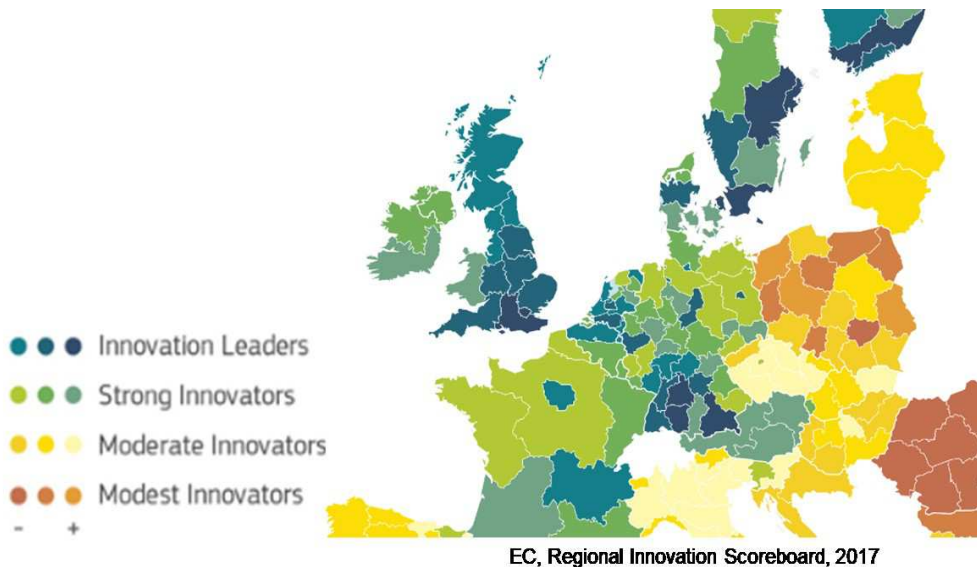 Innovation Leaders
Strong Innovators
Moderate Innovators
Modest Innovators
- +
EC, Regional Innovation Scoreboard, 2017